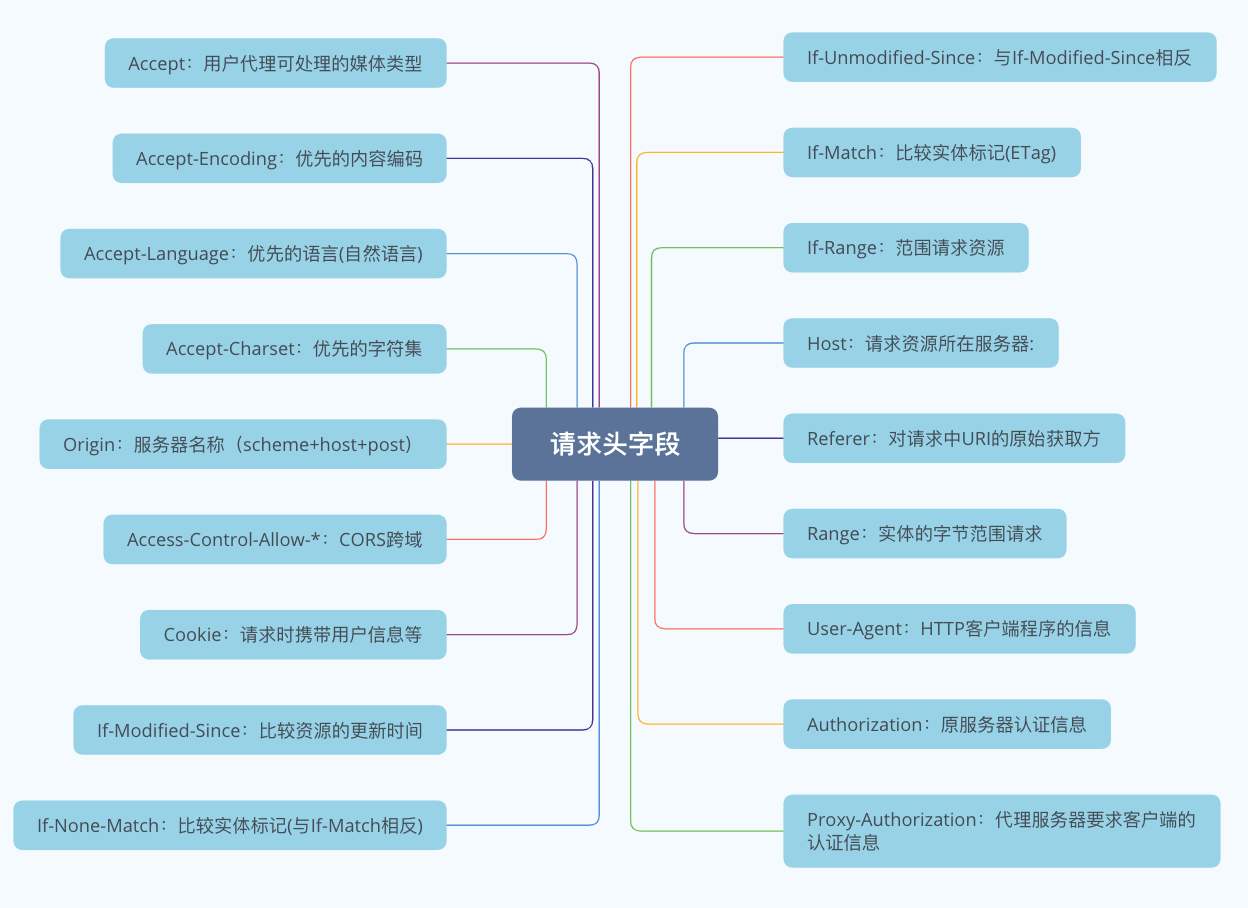 Accept：用户代理可处理的媒体类型
Accept-Encoding：优先的内容编码
Accept-Language：优先的语言(自然语言)
Accept-Charset：优先的字符集
Origin：服务器名称（scheme+host+post）
Access-Control-Allow-*：CORS跨域
Cookie：请求时携带用户信息等
If-Modified-Since：比较资源的更新时间
If-None-Match：比较实体标记(与If-Match相反)
请求头字段
If-Unmodified-Since：与If-Modified-Since相反
If-Match：比较实体标记(ETag)
If-Range：范围请求资源
Host：请求资源所在服务器:
Referer：对请求中URI的原始获取方
Range：实体的字节范围请求
User-Agent：HTTP客户端程序的信息
Authorization：原服务器认证信息
Proxy-Authorization：代理服务器要求客户端的
认证信息